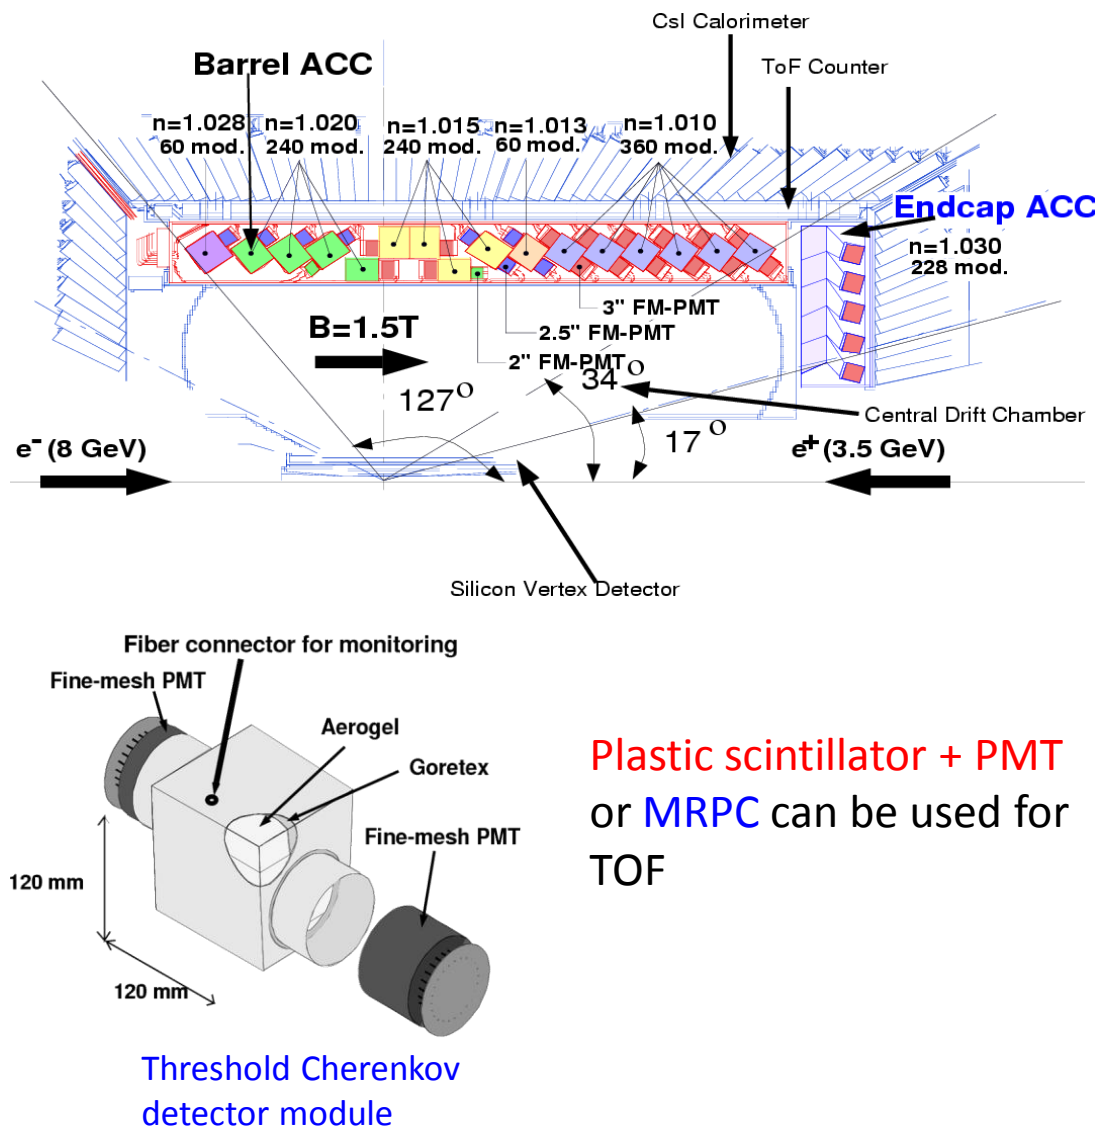 CsI Calorimeter
ToF Counter
Barrel ACC
n=1.028
60 mod.
n=1.020
240 mod.
n=1.015
240 mod.
n=1.013
60 mod.
n=1.010
360 mod.
Endcap ACC
n=1.030
228 mod.
3" FM-PMT
2.5" FM-PMT
2" FM-PMT
B=1.5T
127°
34°
17°
Central Drift Chamber
e⁻ (8 GeV)
e⁺ (3.5 GeV)
Silicon Vertex Detector
Fiber connector for monitoring
Fine-mesh PMT
Aerogel
Goretex
Fine-mesh PMT
120 mm
120 mm
Threshold Cherenkov
detector module
Plastic scintillator + PMT
or MRPC can be used for
TOF